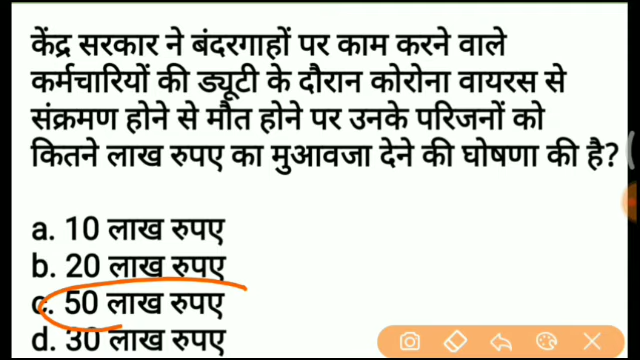 केंद्र सरकार ने बंदरगाहों पर काम करने वाले
कर्मचारियों की ड्यूटी के दौरान कोरोना वायरस से
संक्रमण होने से मौत होने पर उनके परिजनों को
कितने लाख रुपए का मुआवजा देने की घोषणा की है?
a. 10 लाख रुपए
b. 20 लाख रुपए
c. 50 लाख रुपए
d. 30 लाख रुपए